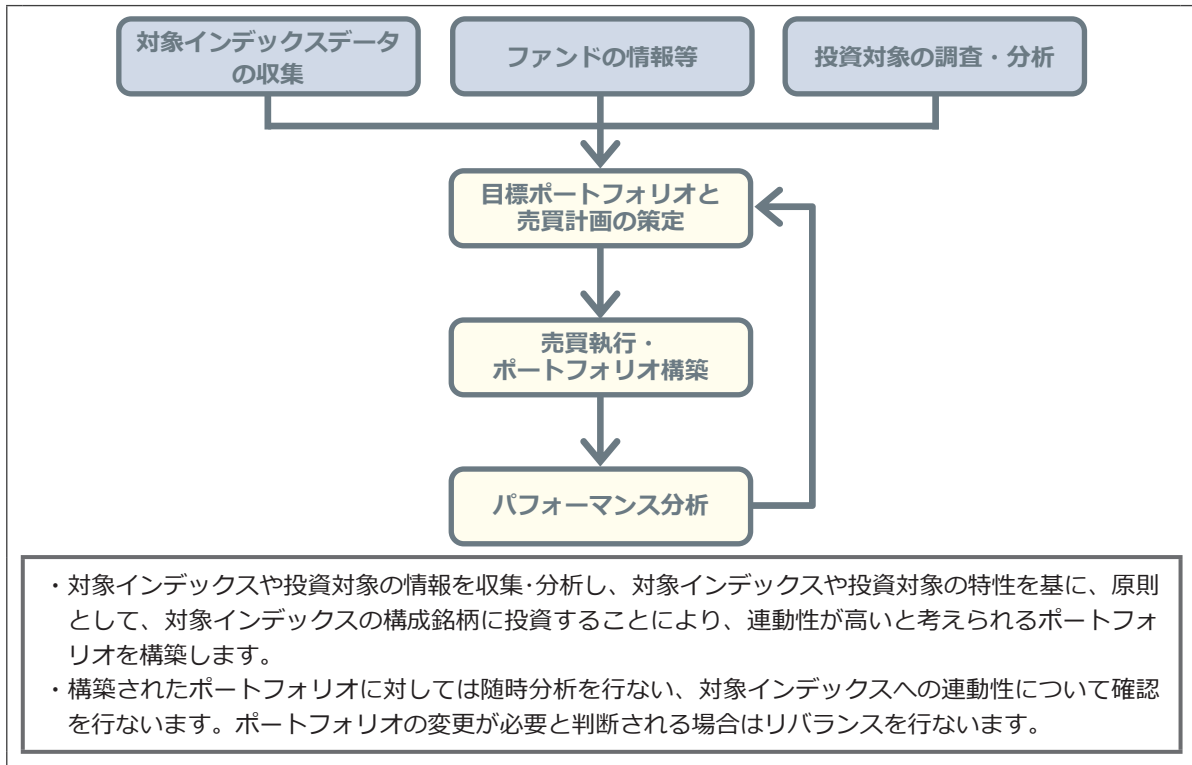 対象インデックスデータ
の収集
ファンドの情報等
投資対象の調査・分析
目標ポートフォリオと
売買計画の策定
売買執行・
ポートフォリオ構築
パフォーマンス分析
・対象インデックスや投資対象の情報を収集･分析し、対象インデックスや投資対象の特性を基に、原則
として、対象インデックスの構成銘柄に投資することにより、連動性が高いと考えられるポートフォ
リオを構築します。
・構築されたポートフォリオに対しては随時分析を行ない、対象インデックスへの連動性について確認
を行ないます。ポートフォリオの変更が必要と判断される場合はリバランスを行ないます。